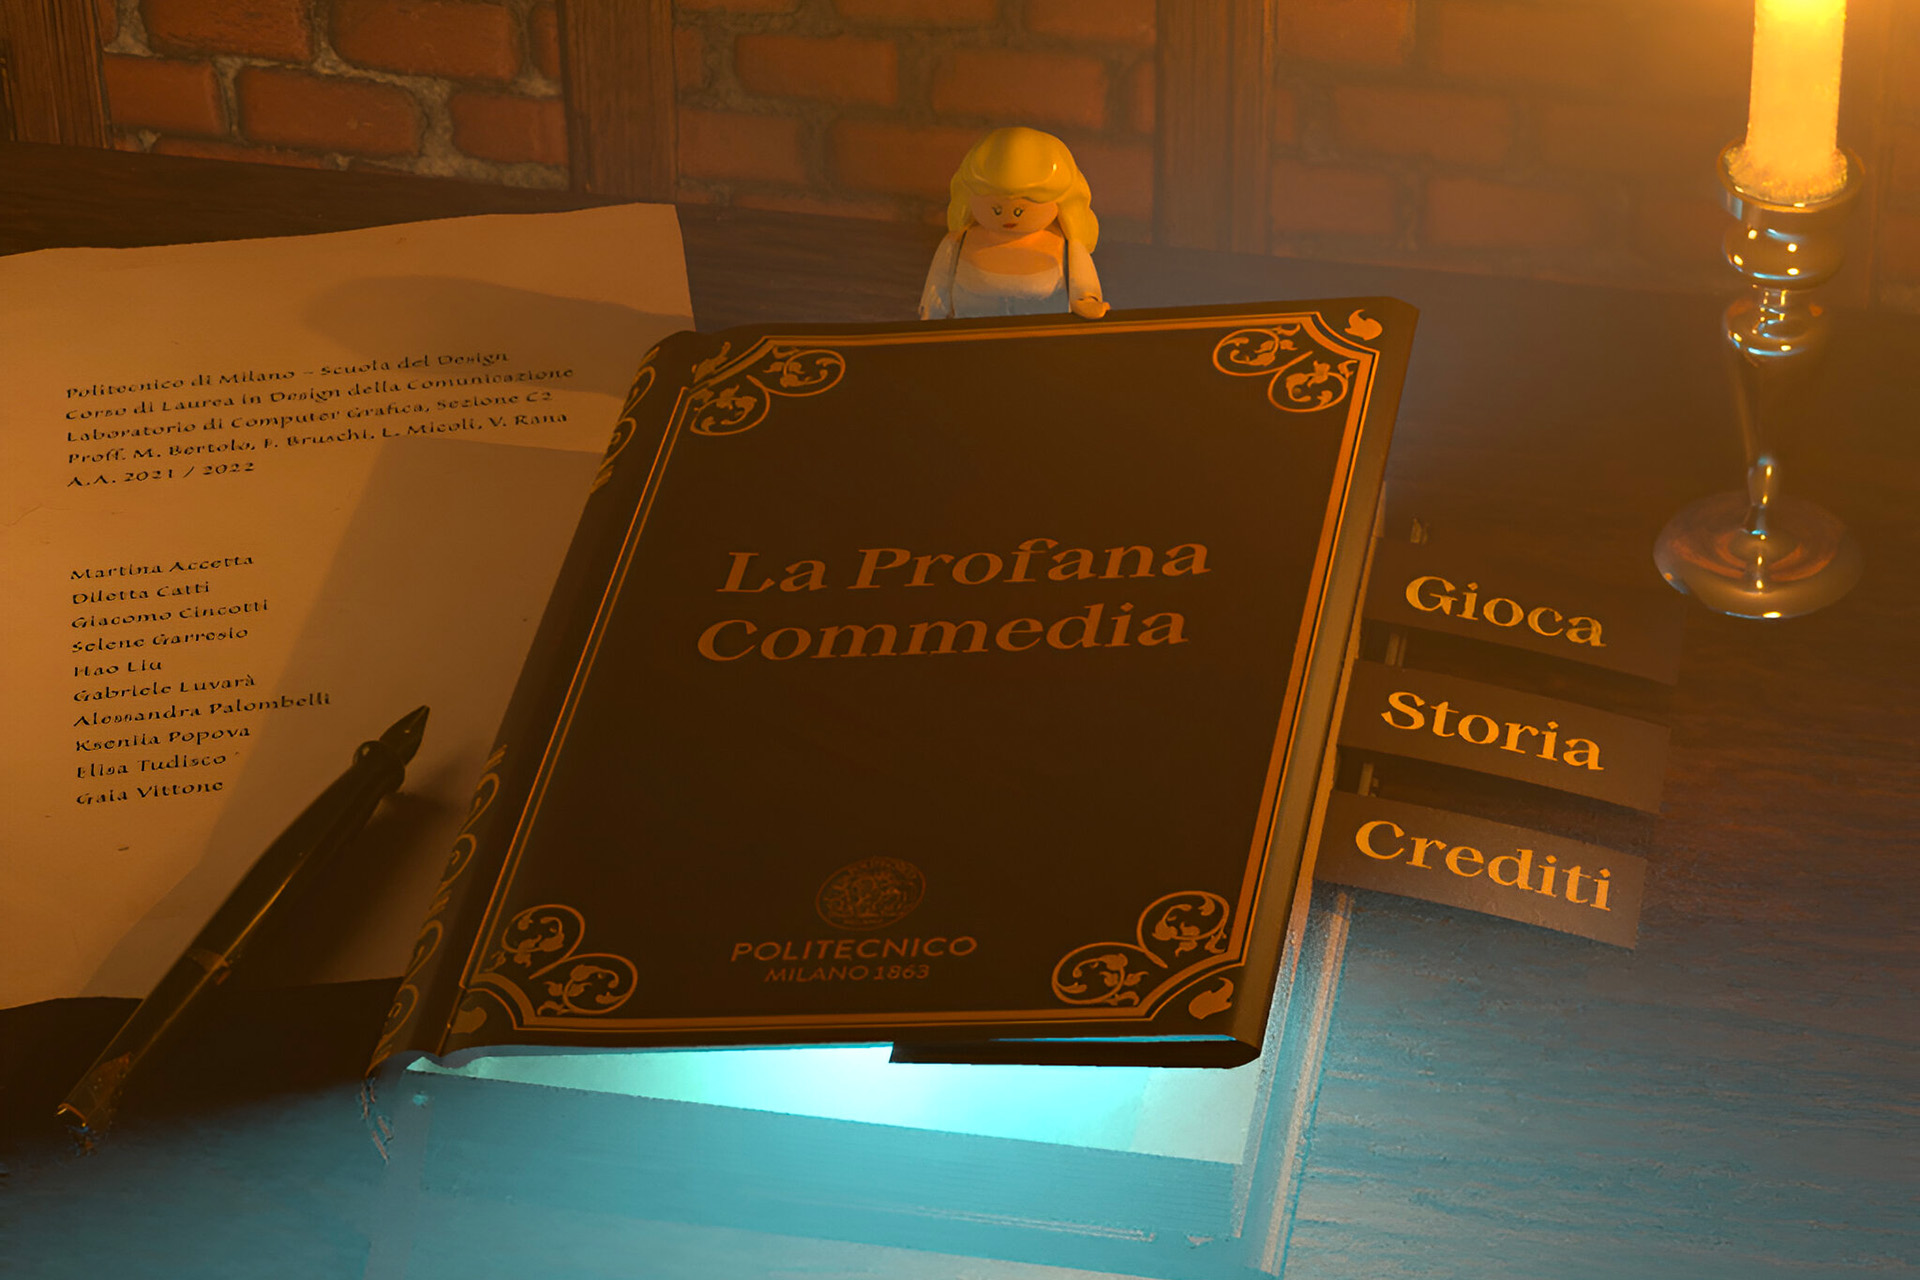 Politecnico di Milano – Scuola del Design
Corso di Laurea in Design della Comunicazione
Laboratorio di Computer Grafica, Sezione C2
Proff. M. Bertolo, F. Bruschi, L. Micoli, V. Rana
A.A. 2021 / 2022
Martina Accetta
Diletta Catti
Giacomo Cincotti
Selene Garresio
Hao Liu
Gabriele Luvarà
Alessandra Palombelli
Kseniia Popova
Elisa Tudisco
Gaia Vittone
La Profana
Commedia
POLITECNICO
MILANO 1863
Gioca
Storia
Crediti